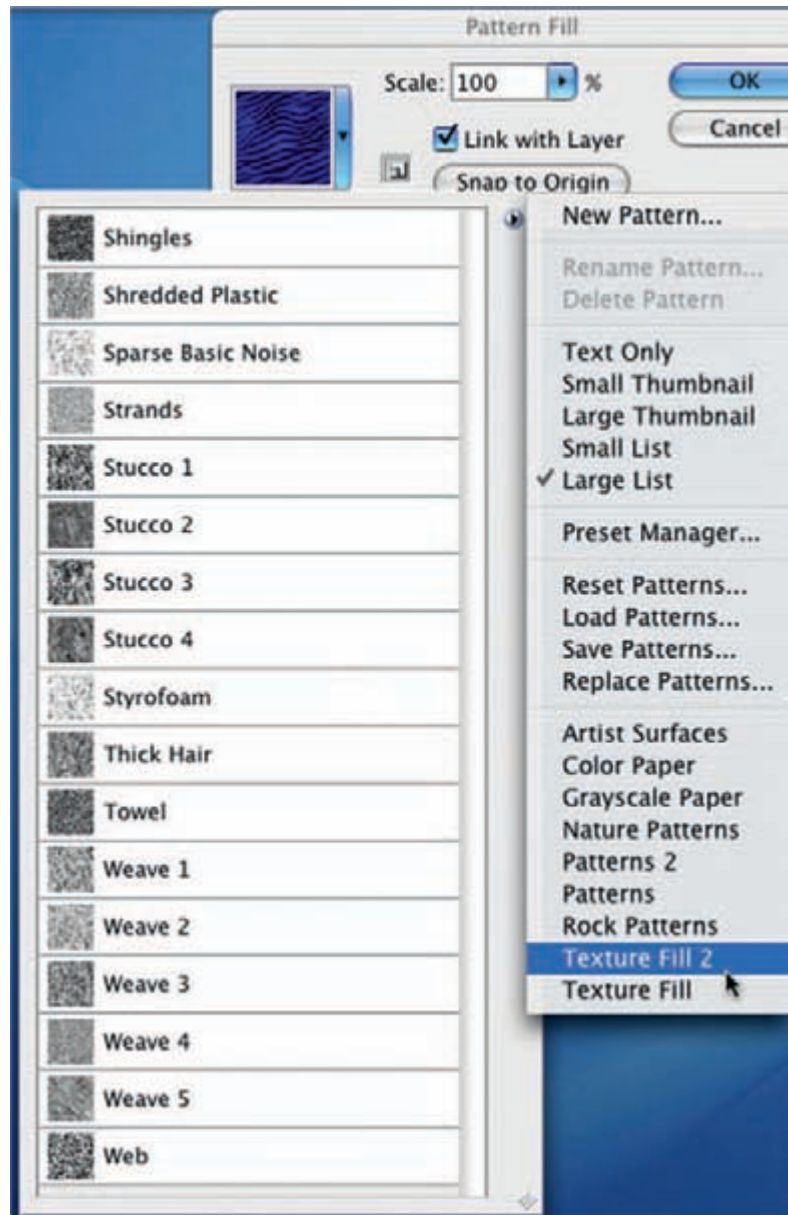 Pattern Fill
Scale: 100 %
OK
Link with Layer
Cancel
Snap to Origin
Shingles
Shredded Plastic
Sparse Basic Noise
Strands
Stucco 1
Stucco 2
Stucco 3
Stucco 4
Styrofoam
Thick Hair
Towel
Weave 1
Weave 2
Weave 3
Weave 4
Weave 5
Web
New Pattern...
Rename Pattern...
Delete Pattern
Text Only
Small Thumbnail
Large Thumbnail
Small List
Large List
Preset Manager...
Reset Patterns...
Load Patterns...
Save Patterns...
Replace Patterns...
Artist Surfaces
Color Paper
Grayscale Paper
Nature Patterns
Patterns 2
Patterns
Rock Patterns
Texture Fill 2
Texture Fill